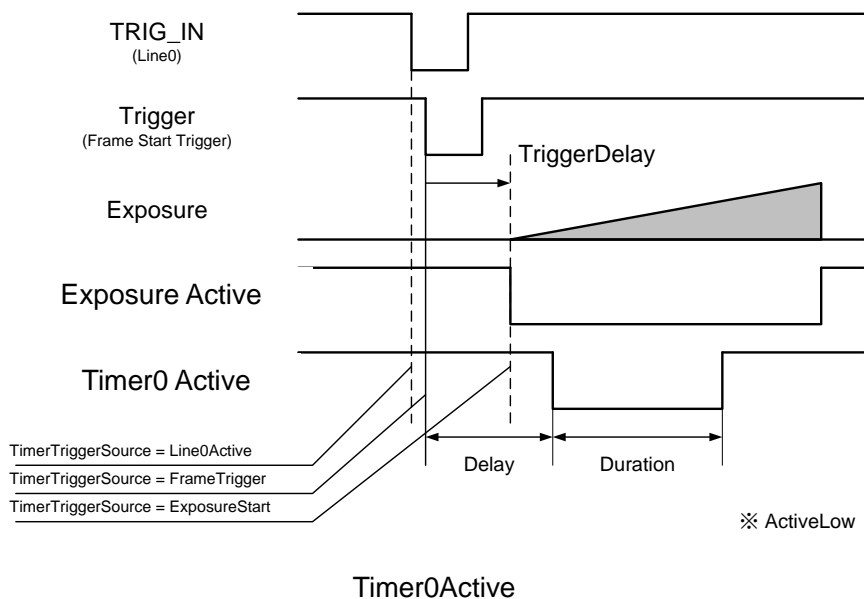 TRIG_IN
(Line0)
Trigger
(Frame Start Trigger)
TriggerDelay
Exposure
Exposure Active
Timer0 Active
TimerTriggerSource = Line0Active
TimerTriggerSource = FrameTrigger
TimerTriggerSource = ExposureStart
Delay
Duration
※ ActiveLow
Timer0Active